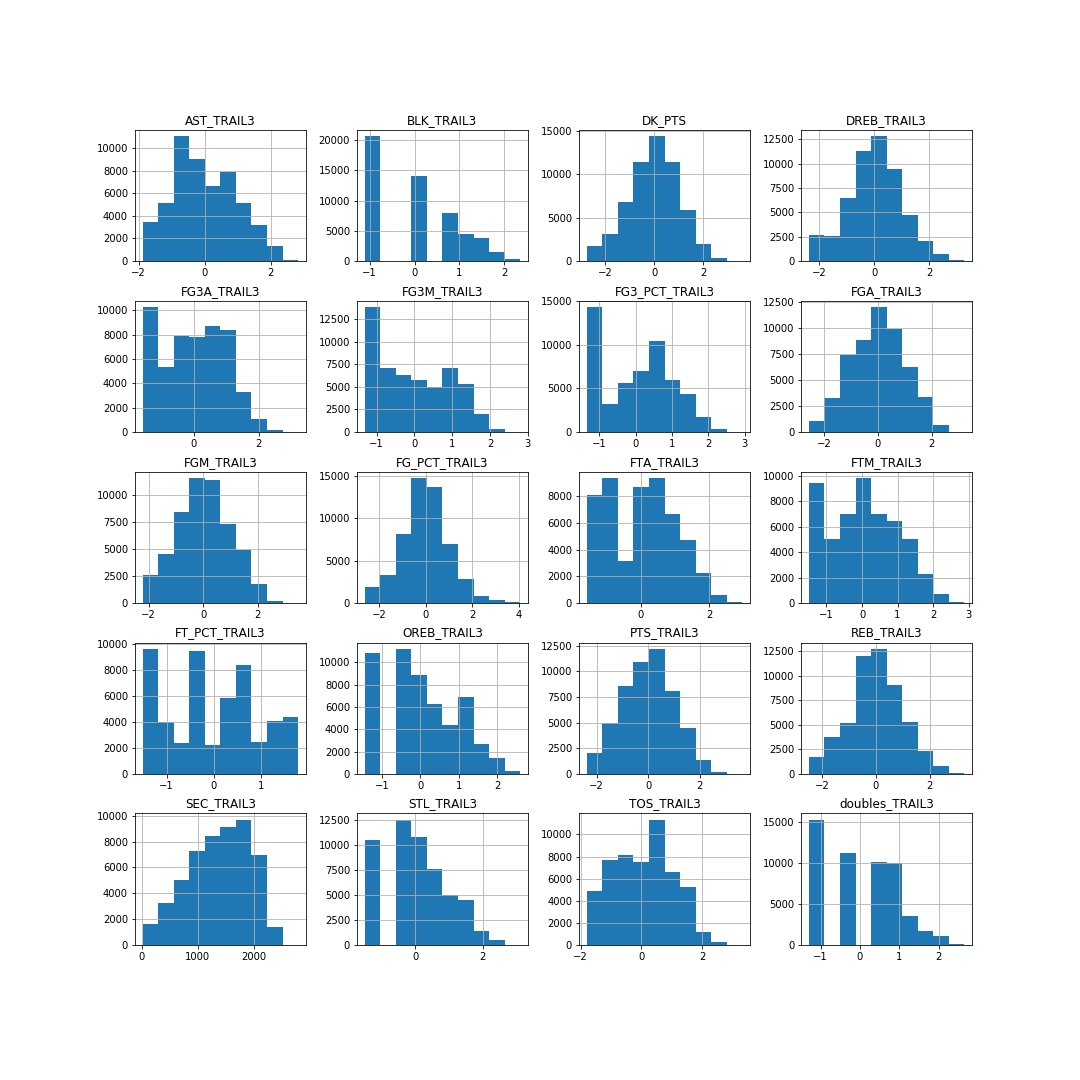 AST_TRAIL3 BLK_TRAIL3 DK_PTS DREB_TRAIL3
10000 8000 6000 4000 2000 0
−2 0 2
20000 15000 10000 5000 0
−1 0 1 2
15000 10000 5000 0
−2 0 2
12500 10000 7500 5000 2500 0
−2 0 2
FG3A_TRAIL3 FG3M_TRAIL3 FG3_PCT_TRAIL3 FGA_TRAIL3
10000 8000 6000 4000 2000 0
0 2
12500 10000 7500 5000 2500 0
−1 0 1 2 3
15000 10000 5000 0
−1 0 1 2 3
12500 10000 7500 5000 2500 0
−2 0 2
FGM_TRAIL3 FG_PCT_TRAIL3 FTA_TRAIL3 FTM_TRAIL3
10000 7500 5000 2500 0
−2 0 2
15000 10000 5000 0
−2 0 2 4
8000 6000 4000 2000 0
0 2
10000 8000 6000 4000 2000 0
−1 0 1 2 3
FT_PCT_TRAIL3 OREB_TRAIL3 PTS_TRAIL3 REB_TRAIL3
10000 8000 6000 4000 2000 0
−1 0 1
10000 8000 6000 4000 2000 0
−1 0 1 2
12500 10000 7500 5000 2500 0
−2 0 2
12500 10000 7500 5000 2500 0
−2 0 2
SEC_TRAIL3 STL_TRAIL3 TOS_TRAIL3 doubles_TRAIL3
10000 8000 6000 4000 2000 0
0 1000 2000
12500 10000 7500 5000 2500 0
0 2
10000 8000 6000 4000 2000 0
−2 0 2
15000 10000 5000 0
−1 0 1 2